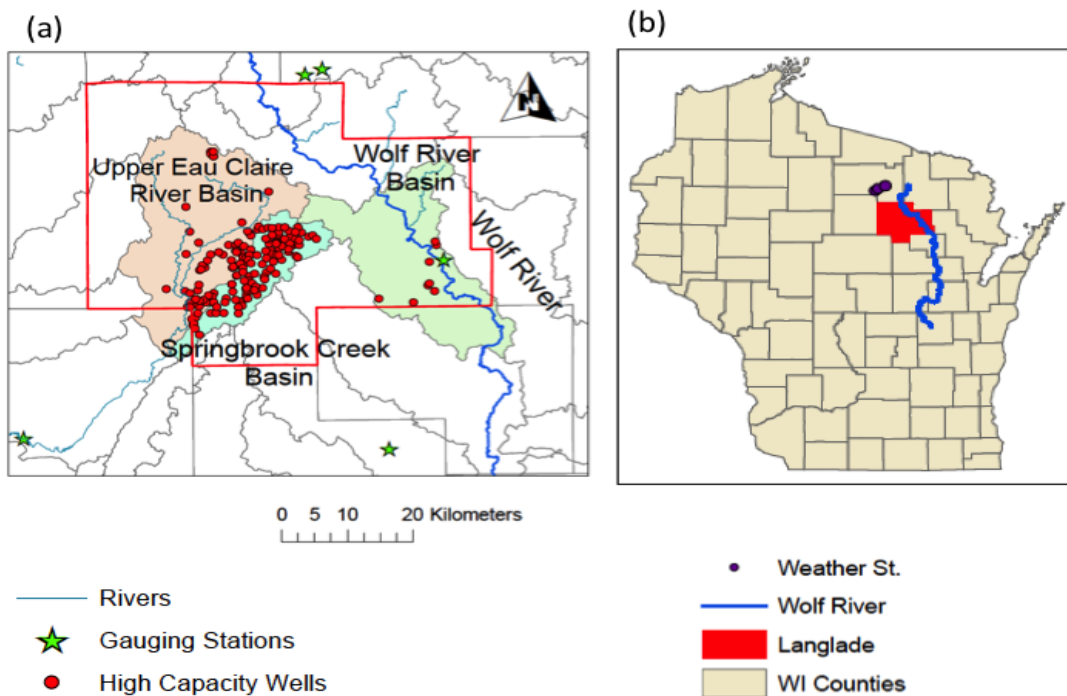 (a)
(b)
N
Upper Eau Claire
River Basin
Wolf River
Basin
Wolf River
Springbrook Creek
Basin
0 5 10 20 Kilometers
Rivers
Gauging Stations
High Capacity Wells
Weather St.
Wolf River
Langlade
WI Counties